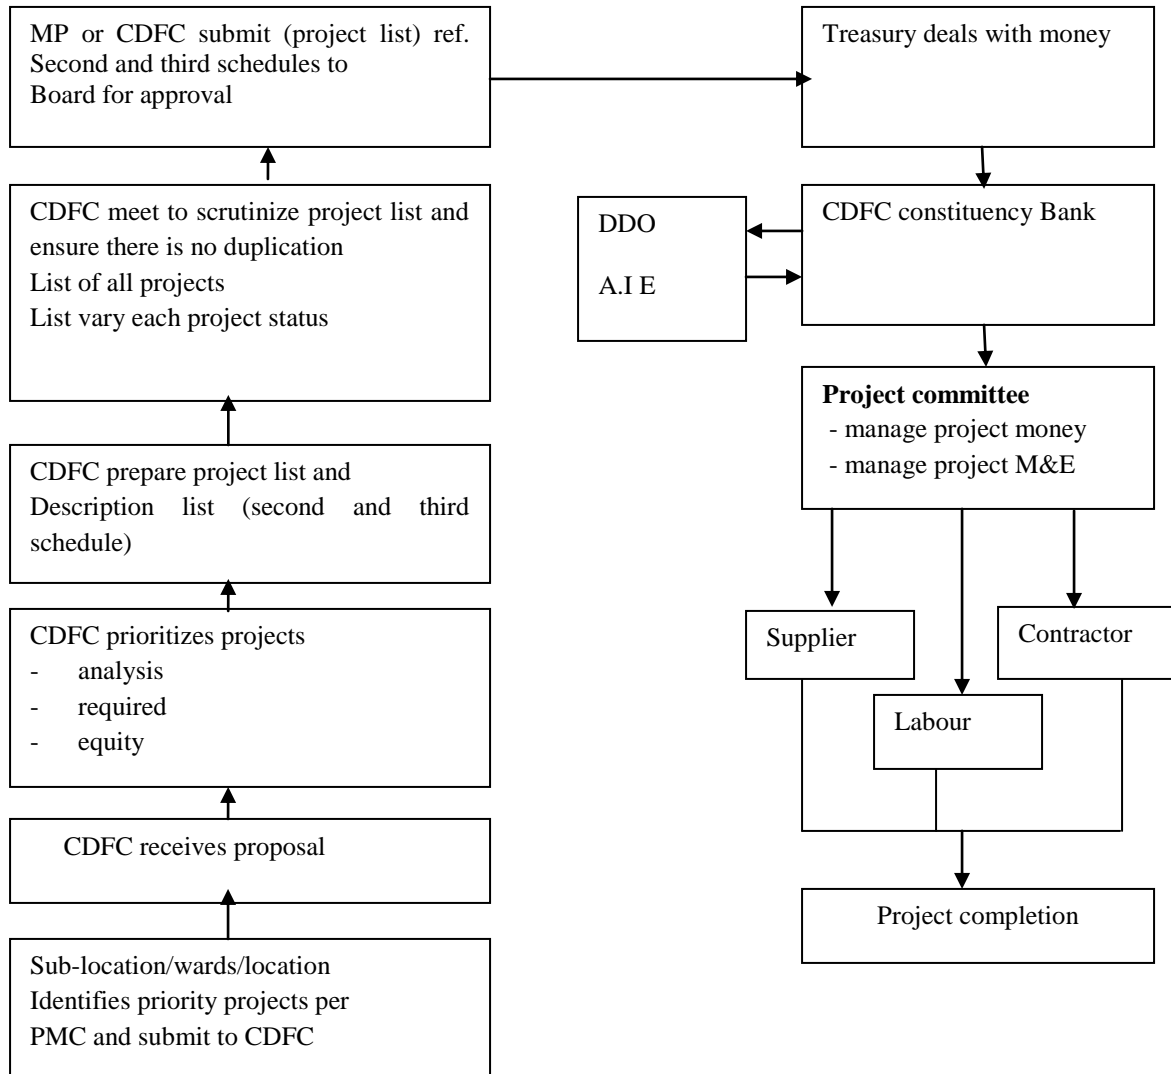 MP or CDFC submit (project list) ref.
Second and third schedules to
Board for approval
Treasury deals with money
CDFC meet to scrutinize project list and
ensure there is no duplication
List of all projects
List vary each project status
DDO
A.I E
CDFC constituency Bank
CDFC prepare project list and
Description list (second and third
schedule)
Project committee
- manage project money
- manage project M&E
CDFC prioritizes projects
- analysis
- required
- equity
Supplier
Contractor
Labour
CDFC receives proposal
Project completion
Sub-location/wards/location
Identifies priority projects per
PMC and submit to CDFC